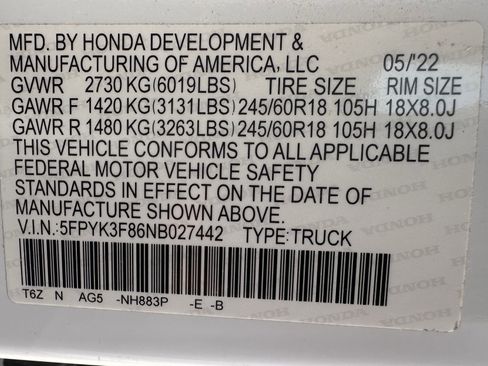 MFD. BY HONDA DEVELOPMENT &
MANUFACTURING OF AMERICA, LLC 05/'22
GVWR 2730 KG(6019LBS) TIRE SIZE RIM SIZE
GAWR F 1420 KG(3131LBS) 245/60R18 105H 18X8.0J
GAWR R 1480 KG(3263LBS) 245/60R18 105H 18X8.0J
THIS VEHICLE CONFORMS TO ALL APPLICABLE
FEDERAL MOTOR VEHICLE SAFETY
STANDARDS IN EFFECT ON THE DATE OF
MANUFACTURE SHOWN ABOVE.
V.I.N.:5FPYK3F86NB027442 TYPE:TRUCK
T6Z N AG5 -NH883P -E -B